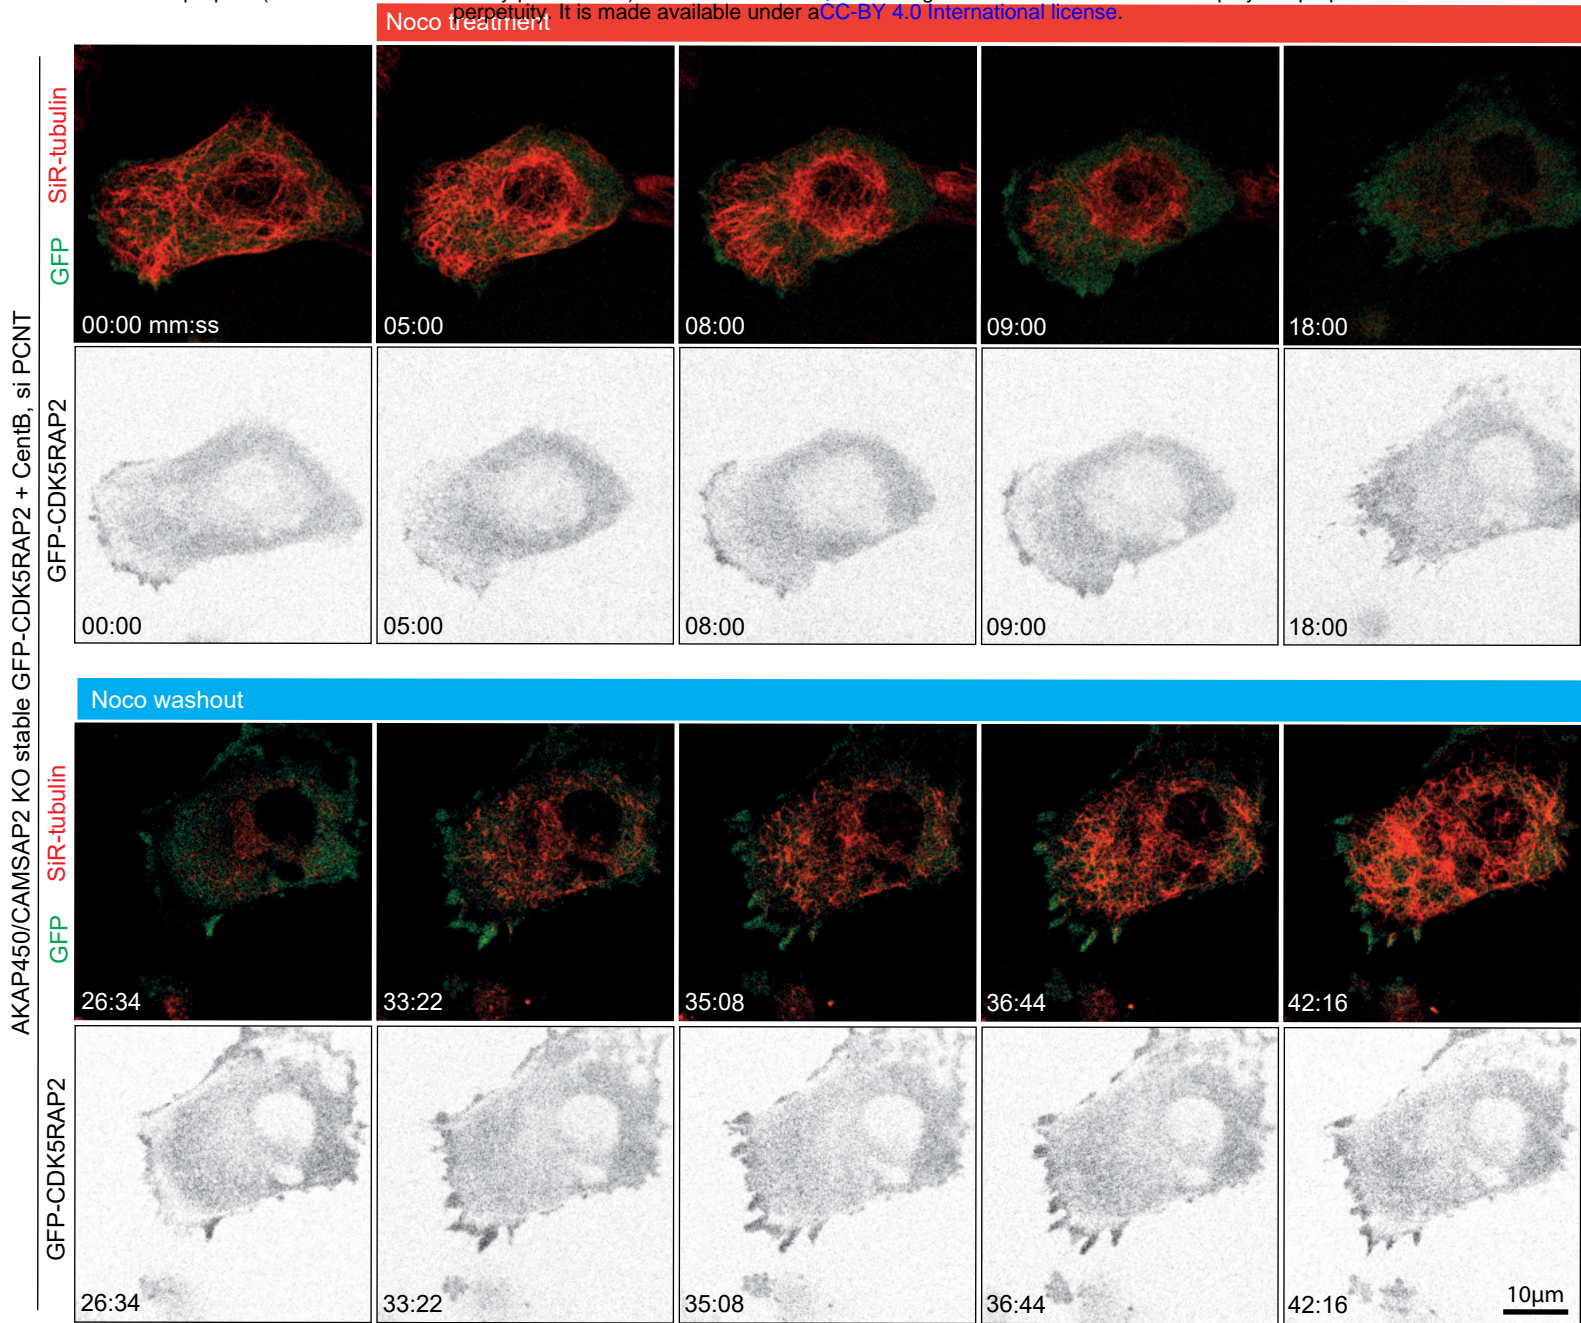 perpetuity. It is made available under aCC-BY 4.0 International license.
Noco treatment
AKAP450/CAMSAP2 KO stable GFP-CDK5RAP2 + CentB, si PCNT
GFP SiR-tubulin
00:00 mm:ss
05:00
08:00
09:00
18:00
GFP-CDK5RAP2
00:00
05:00
08:00
09:00
18:00
Noco washout
GFP SiR-tubulin
26:34
33:22
35:08
36:44
42:16
GFP-CDK5RAP2
26:34
33:22
35:08
36:44
42:16
10µm